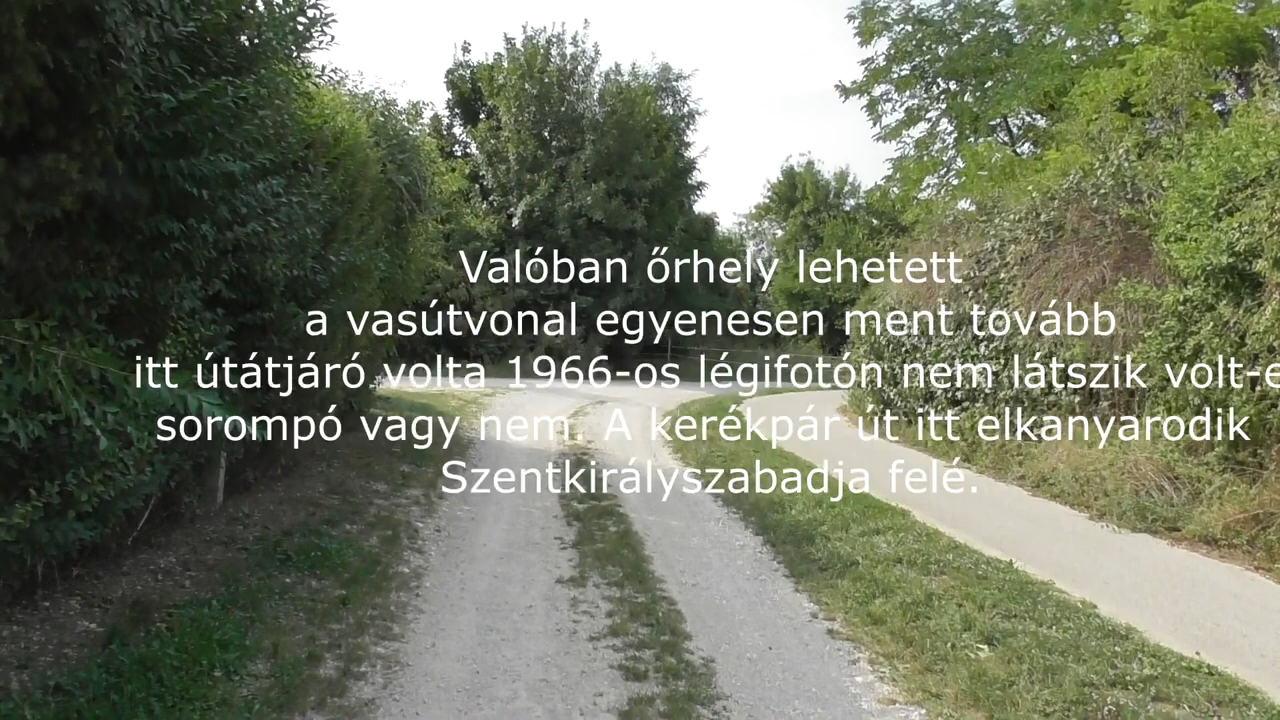 Valóban őrhely lehetett
a vasútvonal egyenesen ment tovább
itt útátjáró volta 1966-os légifotón nem látszik volt-e
sorompó vagy nem. A kerékpár út itt elkanyarodik
Szentkirályszabadja felé.